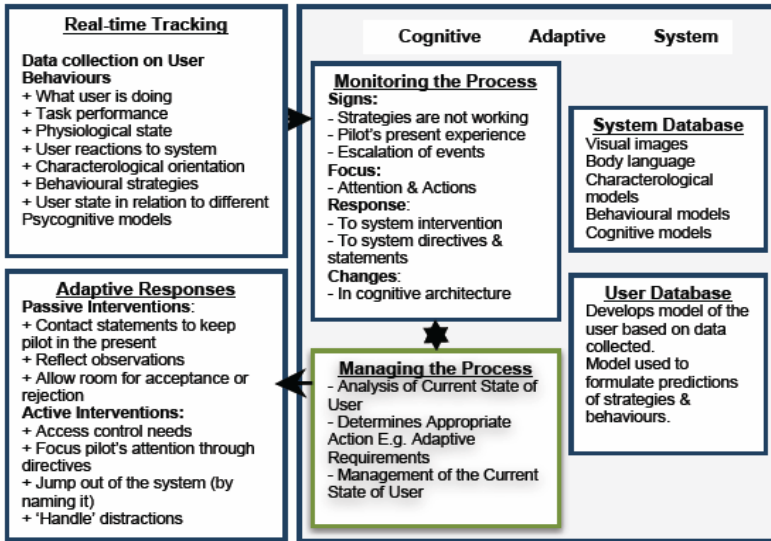 Real-time Tracking
Data collection on User
Behaviours
+ What user is doing
+ Task performance
+ Physiological state
+ User reactions to system
+ Characterological orientation
+ Behavioural strategies
+ User state in relation to different
Psycognitive models
Cognitive Adaptive System
Monitoring the Process
Signs:
- Strategies are not working
- Pilot's present experience
- Escalation of events
Focus:
- Attention & Actions
Response:
- To system intervention
- To system directives &
statements
Changes:
- In cognitive architecture
System Database
Visual images
Body language
Characterological
models
Behavioural models
Cognitive models
Adaptive Responses
Passive Interventions:
+ Contact statements to keep
pilot in the present
+ Reflect observations
+ Allow room for acceptance or
rejection
Active Interventions:
+ Access control needs
+ Focus pilot's attention through
directives
+ Jump out of the system (by
naming it)
+ 'Handle' distractions
Managing the Process
- Analysis of Current State of
User
- Determines Appropriate
Action E.g. Adaptive
Requirements
- Management of the Current
State of User
User Database
Develops model of the
user based on data
collected.
Model used to
formulate predictions
of strategies &
behaviours.